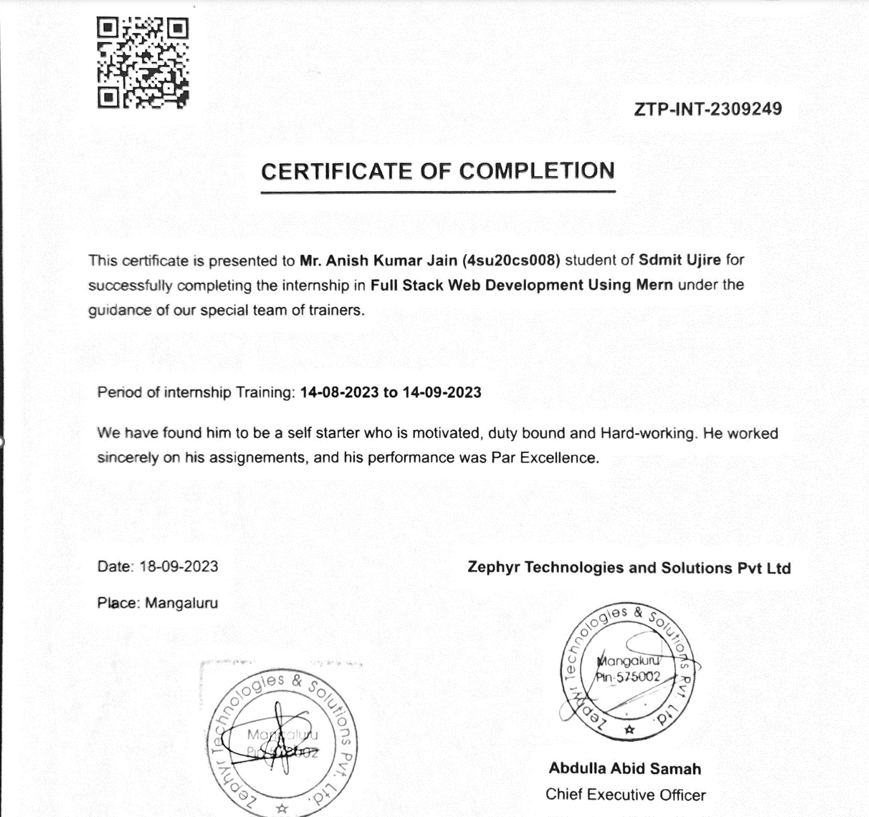 ZTP-INT-2309249
CERTIFICATE OF COMPLETION
This certificate is presented to Mr. Anish Kumar Jain (4su20cs008) student of Sdmit Ujire for
successfully completing the internship in Full Stack Web Development Using Mern under the
guidance of our special team of trainers.
Period of internship Training: 14-08-2023 to 14-09-2023
We have found him to be a self starter who is motivated, duty bound and Hard-working. He worked
sincerely on his assignements, and his performance was Par Excellence.
Date: 18-09-2023
Zephyr Technologies and Solutions Pvt Ltd
Place: Mangaluru
Zephyr Technologies & Solutions Pvt. Ltd.
Mangaluru
Pin-575002
Zephyr Technologies & Solutions Pvt. Ltd.
Mangaluru
Abdulla Abid Samah
Chief Executive Officer